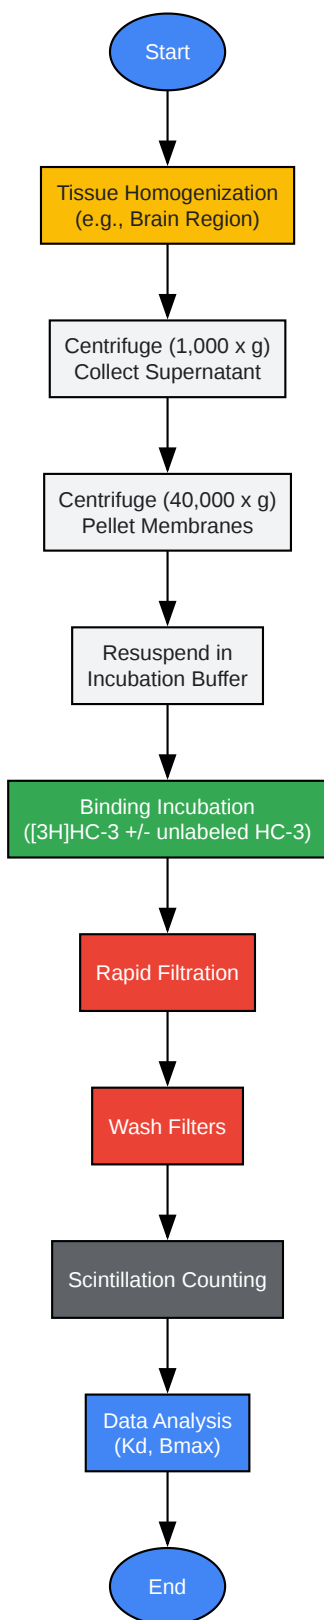 Start
Tissue Homogenization
(e.g., Brain Region)
Centrifuge (1,000 x g)
Collect Supernatant
Centrifuge (40,000 x g)
Pellet Membranes
Resuspend in
Incubation Buffer
Binding Incubation
([3H]HC-3 +/- unlabeled HC-3)
Rapid Filtration
Wash Filters
Scintillation Counting
Data Analysis
(Kd, Bmax)
End